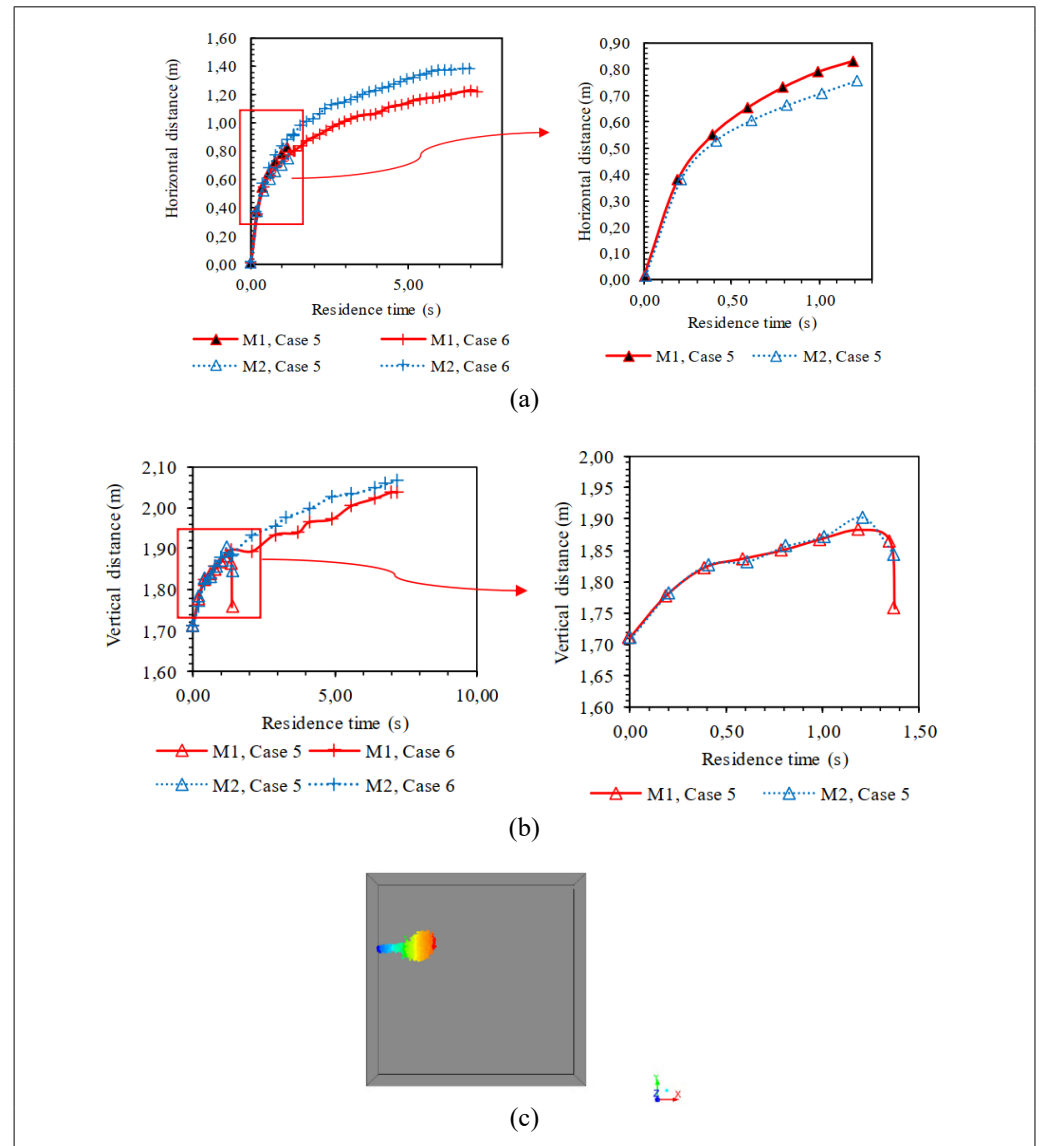 1,60
1,40
1,20
1,00
0,80
0,60
0,40
0,20
0,00
Horizontal distance (m)
0,00 5,00
Residence time (s)
M1, Case 5 M1, Case 6
M2, Case 5 M2, Case 6
0,90
0,80
0,70
0,60
0,50
0,40
0,30
0,20
0,10
0,00
Horizontal distance (m)
0,00 0,50 1,00
Residence time (s)
M1, Case 5 M2, Case 5
(a)
2,10
2,00
1,90
1,80
1,70
1,60
Vertical distance (m)
0,00 5,00 10,00
Residence time (s)
M1, Case 5 M1, Case 6
M2, Case 5 M2, Case 6
2,00
1,95
1,90
1,85
1,80
1,75
1,70
1,65
1,60
Vertical distance (m)
0,00 0,50 1,00 1,50
Residence time (s)
M1, Case 5 M2, Case 5
(b)
Y
Z X
(c)